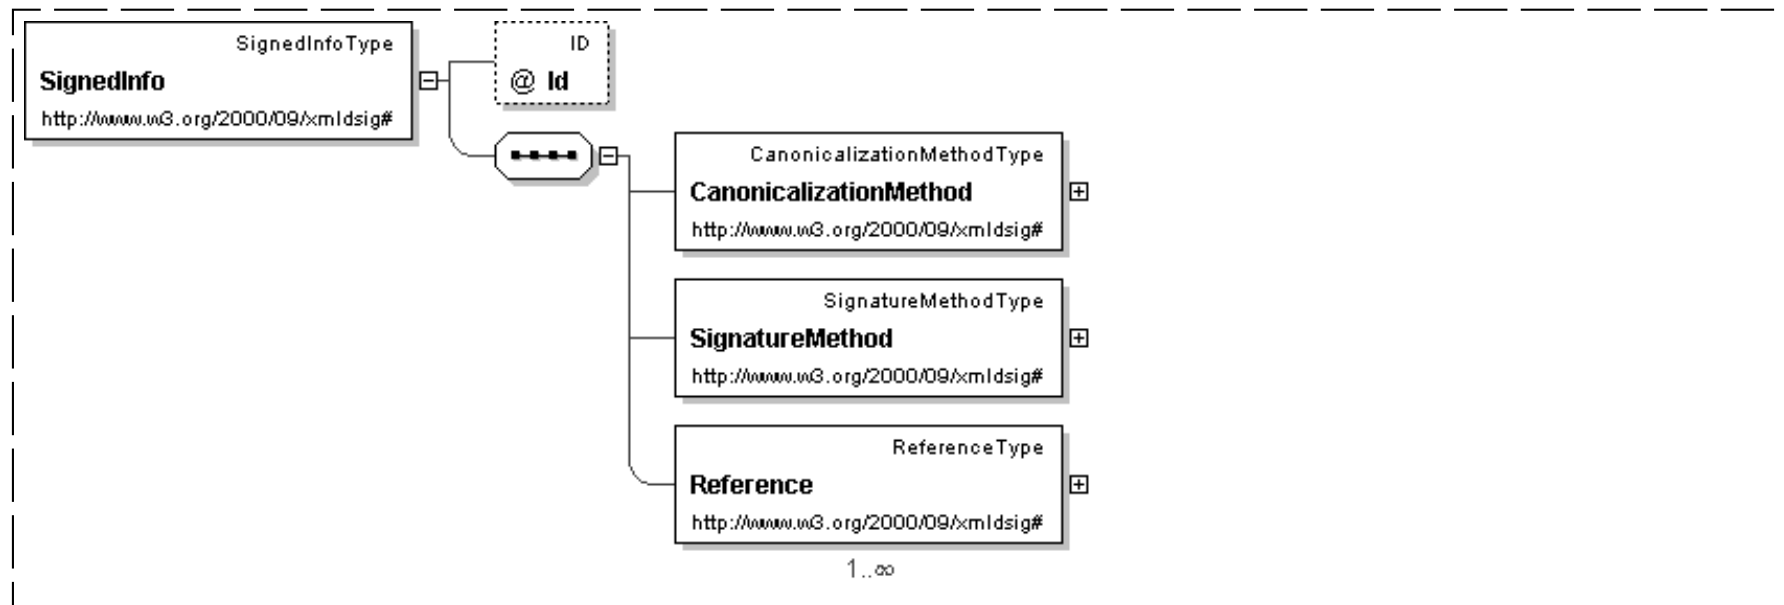 SignedInfoType
SignedInfo
http://www.w3.org/2000/09/xmldsig#
ID
@ Id
CanonicalizationMethodType
CanonicalizationMethod
http://www.w3.org/2000/09/xmldsig#
SignatureMethodType
SignatureMethod
http://www.w3.org/2000/09/xmldsig#
ReferenceType
Reference
http://www.w3.org/2000/09/xmldsig#
1..∞